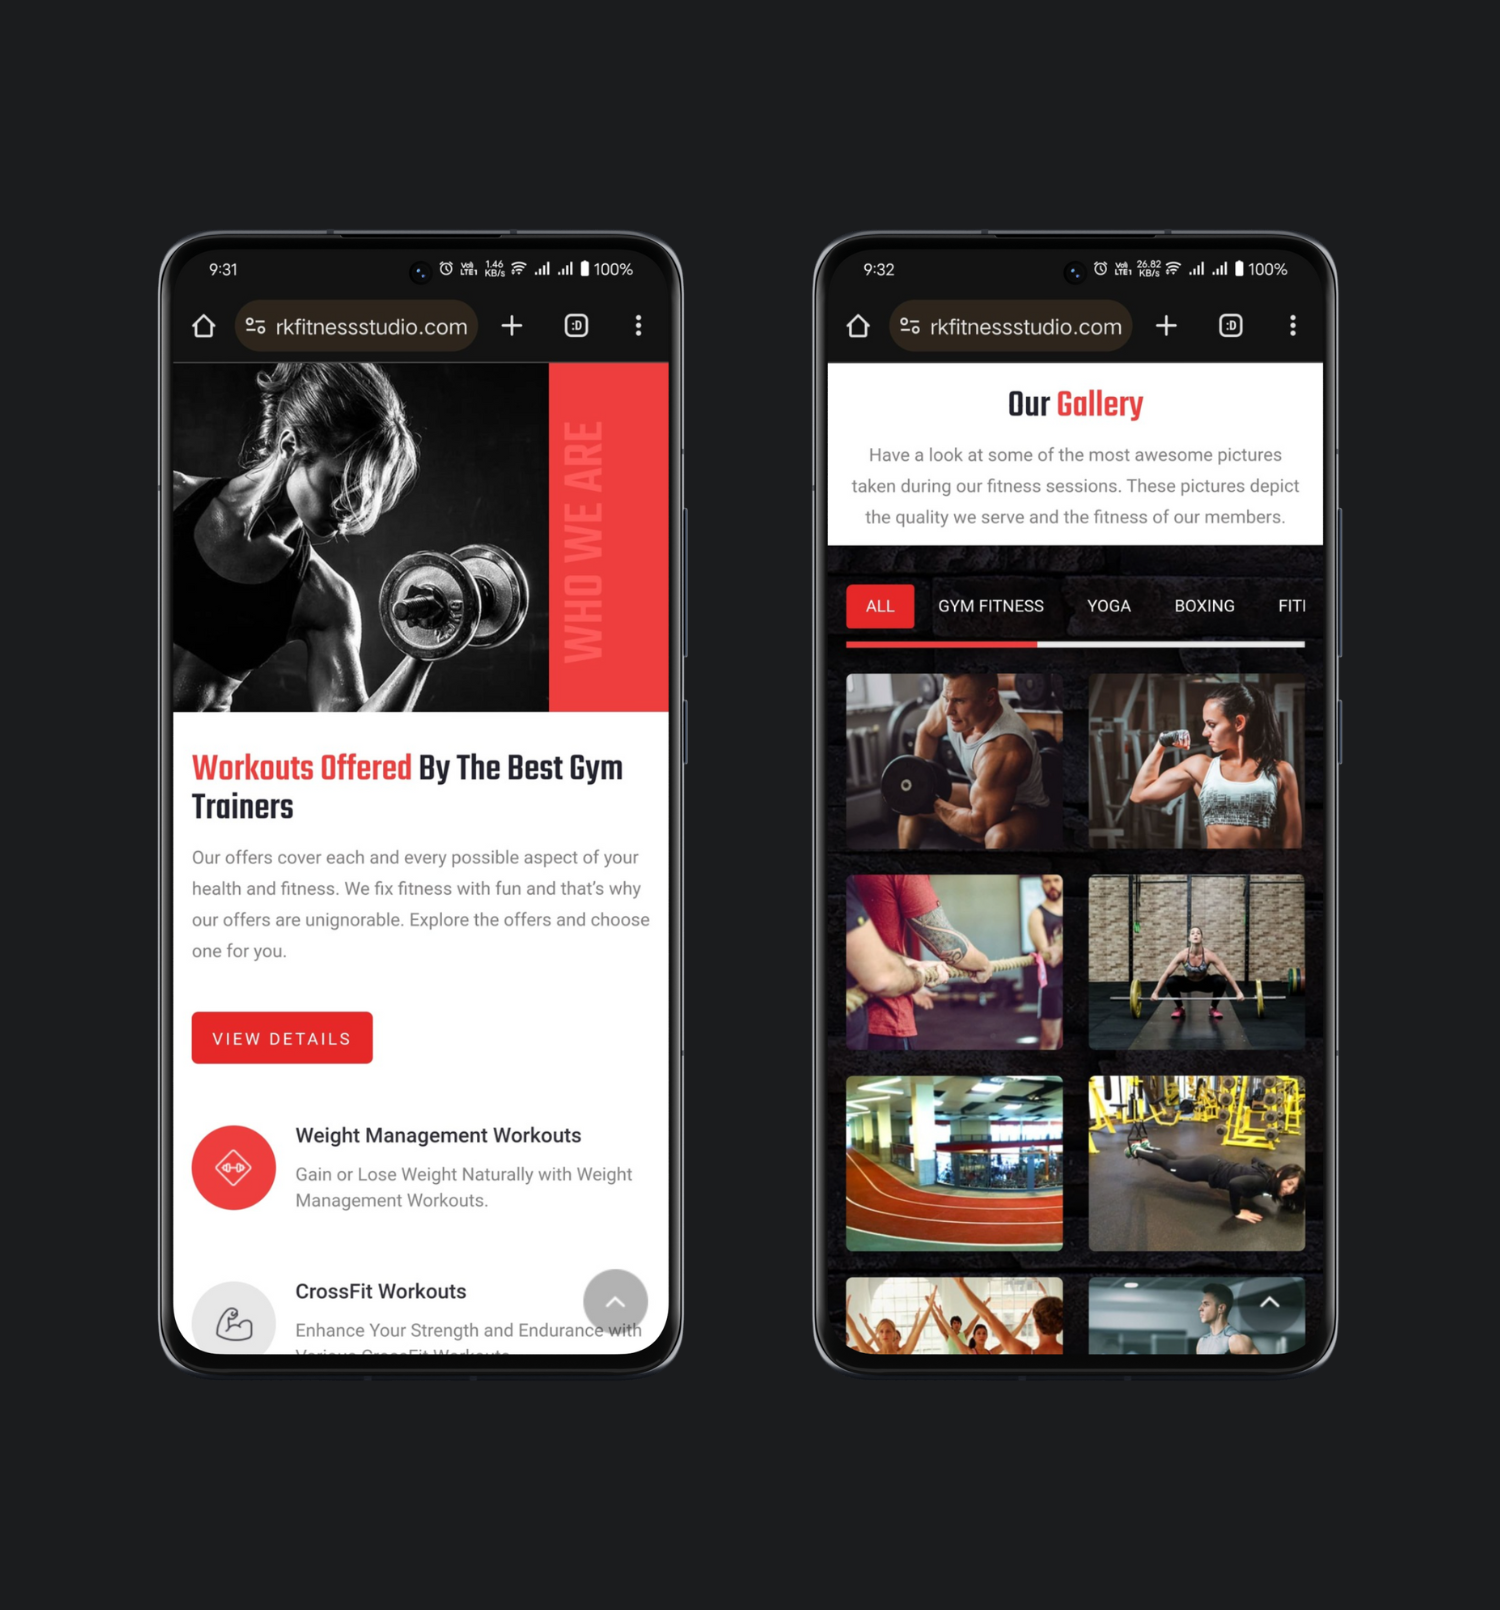 9:31
VoLTE1 1.46 KB/s 100%
rkfitnessstudio.com
:D
WHO WE ARE
Workouts Offered By The Best Gym
Trainers
Our offers cover each and every possible aspect of your
health and fitness. We fix fitness with fun and that's why
our offers are unignorable. Explore the offers and choose
one for you.
VIEW DETAILS
Weight Management Workouts
Gain or Lose Weight Naturally with Weight
Management Workouts.
CrossFit Workouts
Enhance Your Strength and Endurance with
Various CrossFit Workouts
9:32
VoLTE1 26.82 KB/s 100%
rkfitnessstudio.com
:D
Our Gallery
Have a look at some of the most awesome pictures
taken during our fitness sessions. These pictures depict
the quality we serve and the fitness of our members.
ALL GYM FITNESS YOGA BOXING FITI